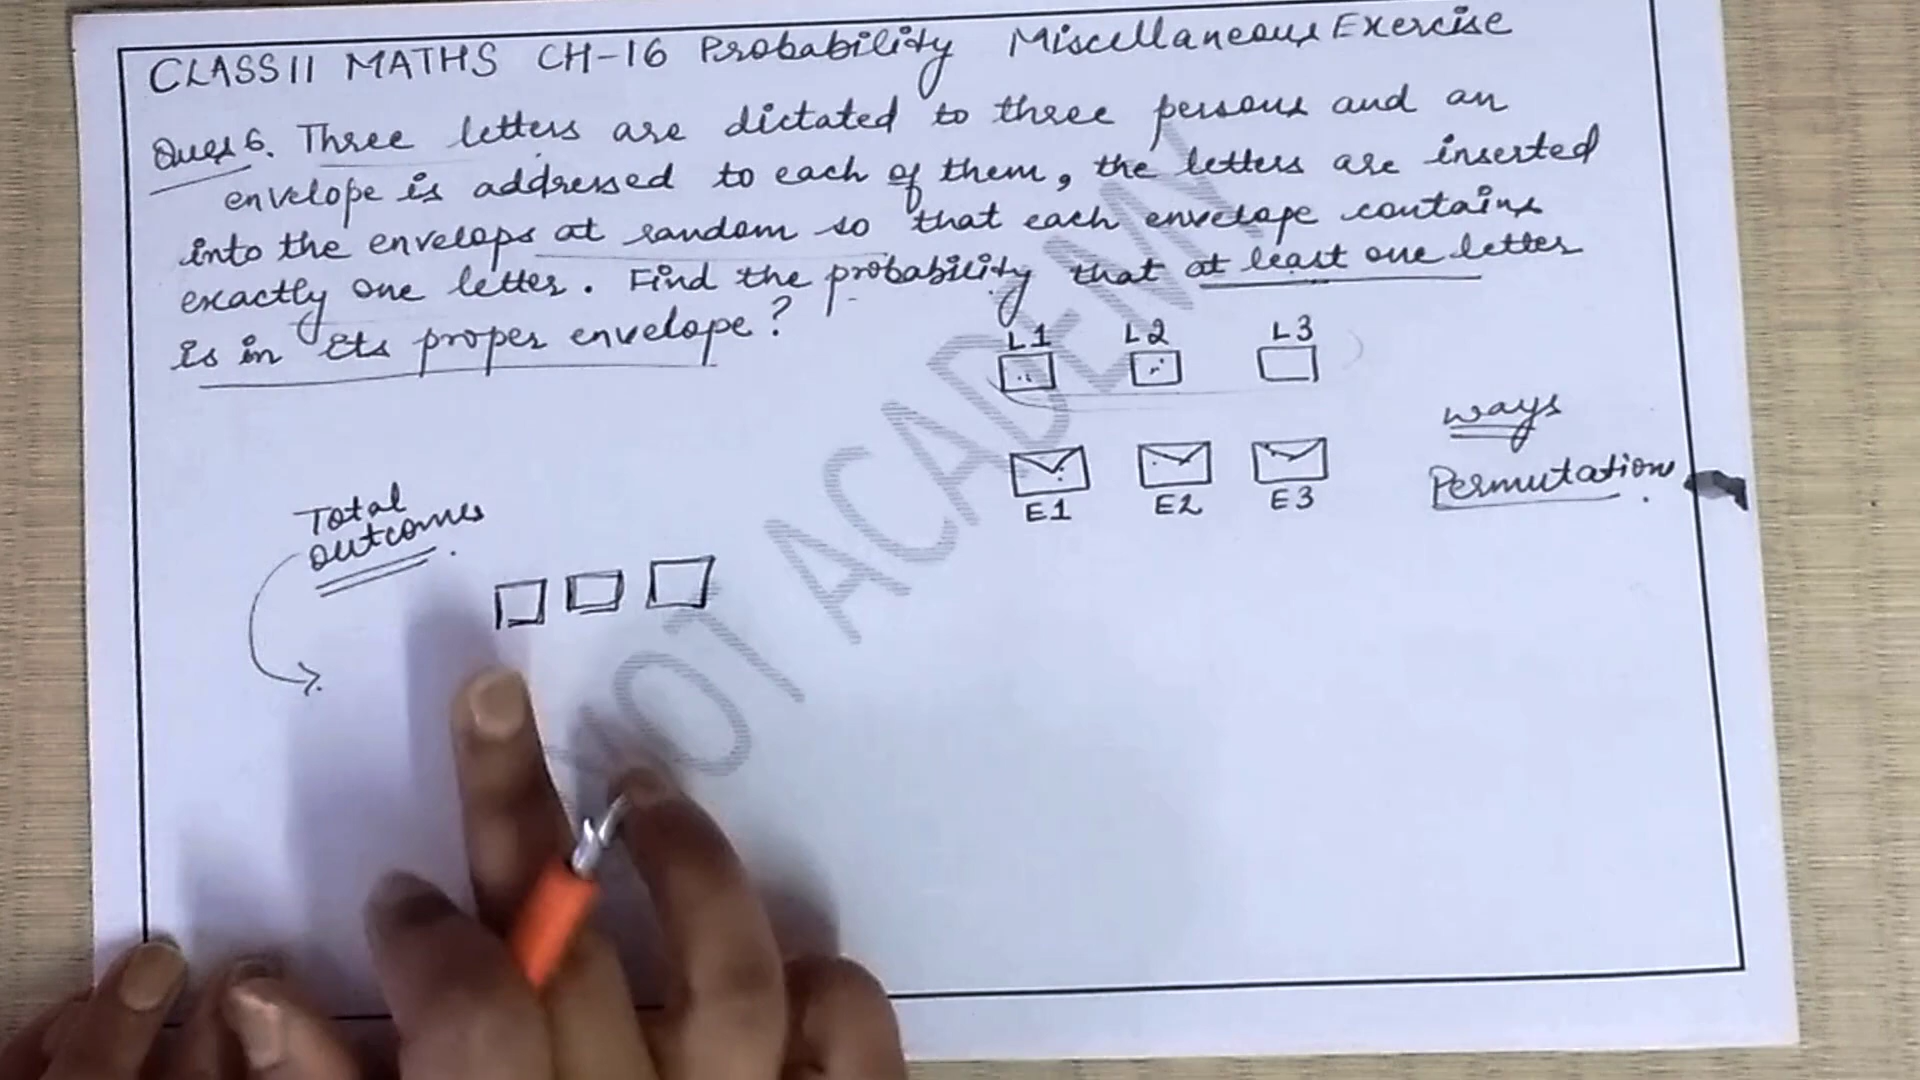 CLASS 11 MATHS CH-16 Probability Miscellaneous Exercise
Ques 6. Three letters are dictated to three persons and an
envelope is addressed to each of them, the letters are inserted
into the envelops at random so that each envelope contains
exactly one letter. Find the probability that at least one letter
is in its proper envelope?
L1 L2 L3
E1 E2 E3
ways
Permutation
Total
outcomes
NOT ACADEMY